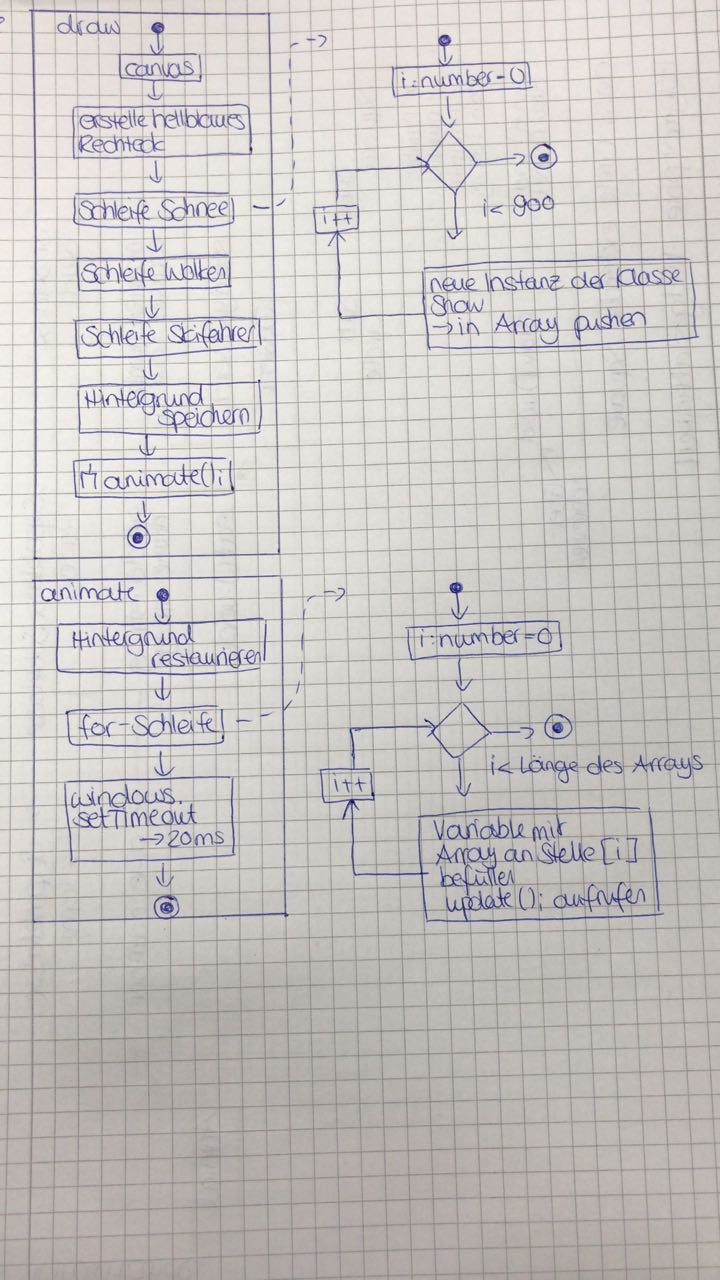 draw
canvas
erstelle hellblaues
Rechteck
Schleife Schnee
Schleife Wolken
Schleife Skifahrer
Hintergrund
speichern
animate();
i:number=0
i< 900
i++
neue Instanz der Klasse
Snow
→in Array pushen
animate
Hintergrund
restaurieren
for-Schleife
windows.
setTimeout
→20ms
i:number=0
i< Länge des Arrays
i++
Variable mit
Array an Stelle [i]
befüllen
update(); aufrufen